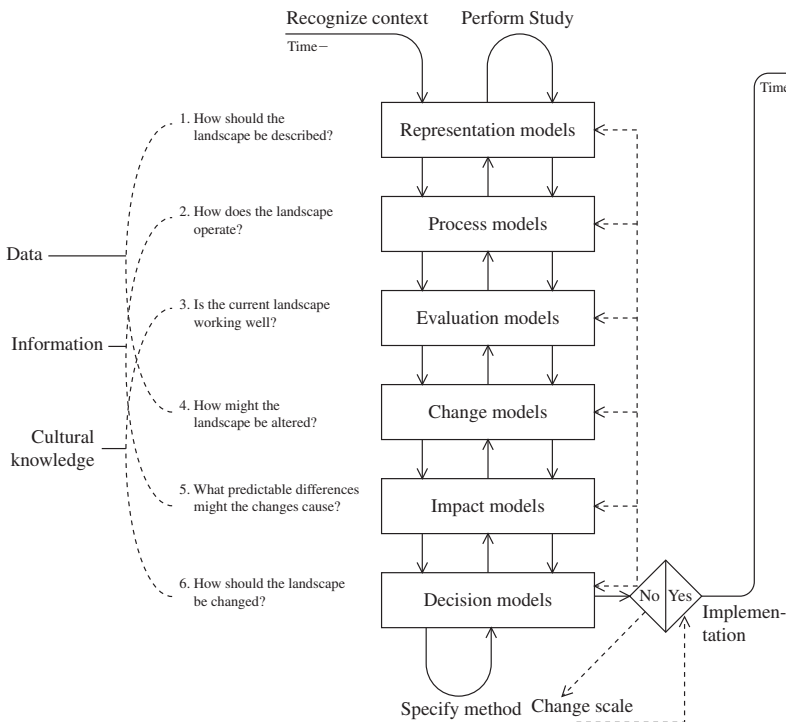 Recognize context
Perform Study
Time–
Time
1. How should the
landscape be described?
Representation models
2. How does the landscape
operate?
Process models
Data
3. Is the current landscape
working well?
Evaluation models
Information
4. How might the
landscape be altered?
Change models
Cultural
knowledge
5. What predictable differences
might the changes cause?
Impact models
6. How should the landscape
be changed?
Decision models
No
Yes
Implemen-
tation
Specify method
Change scale